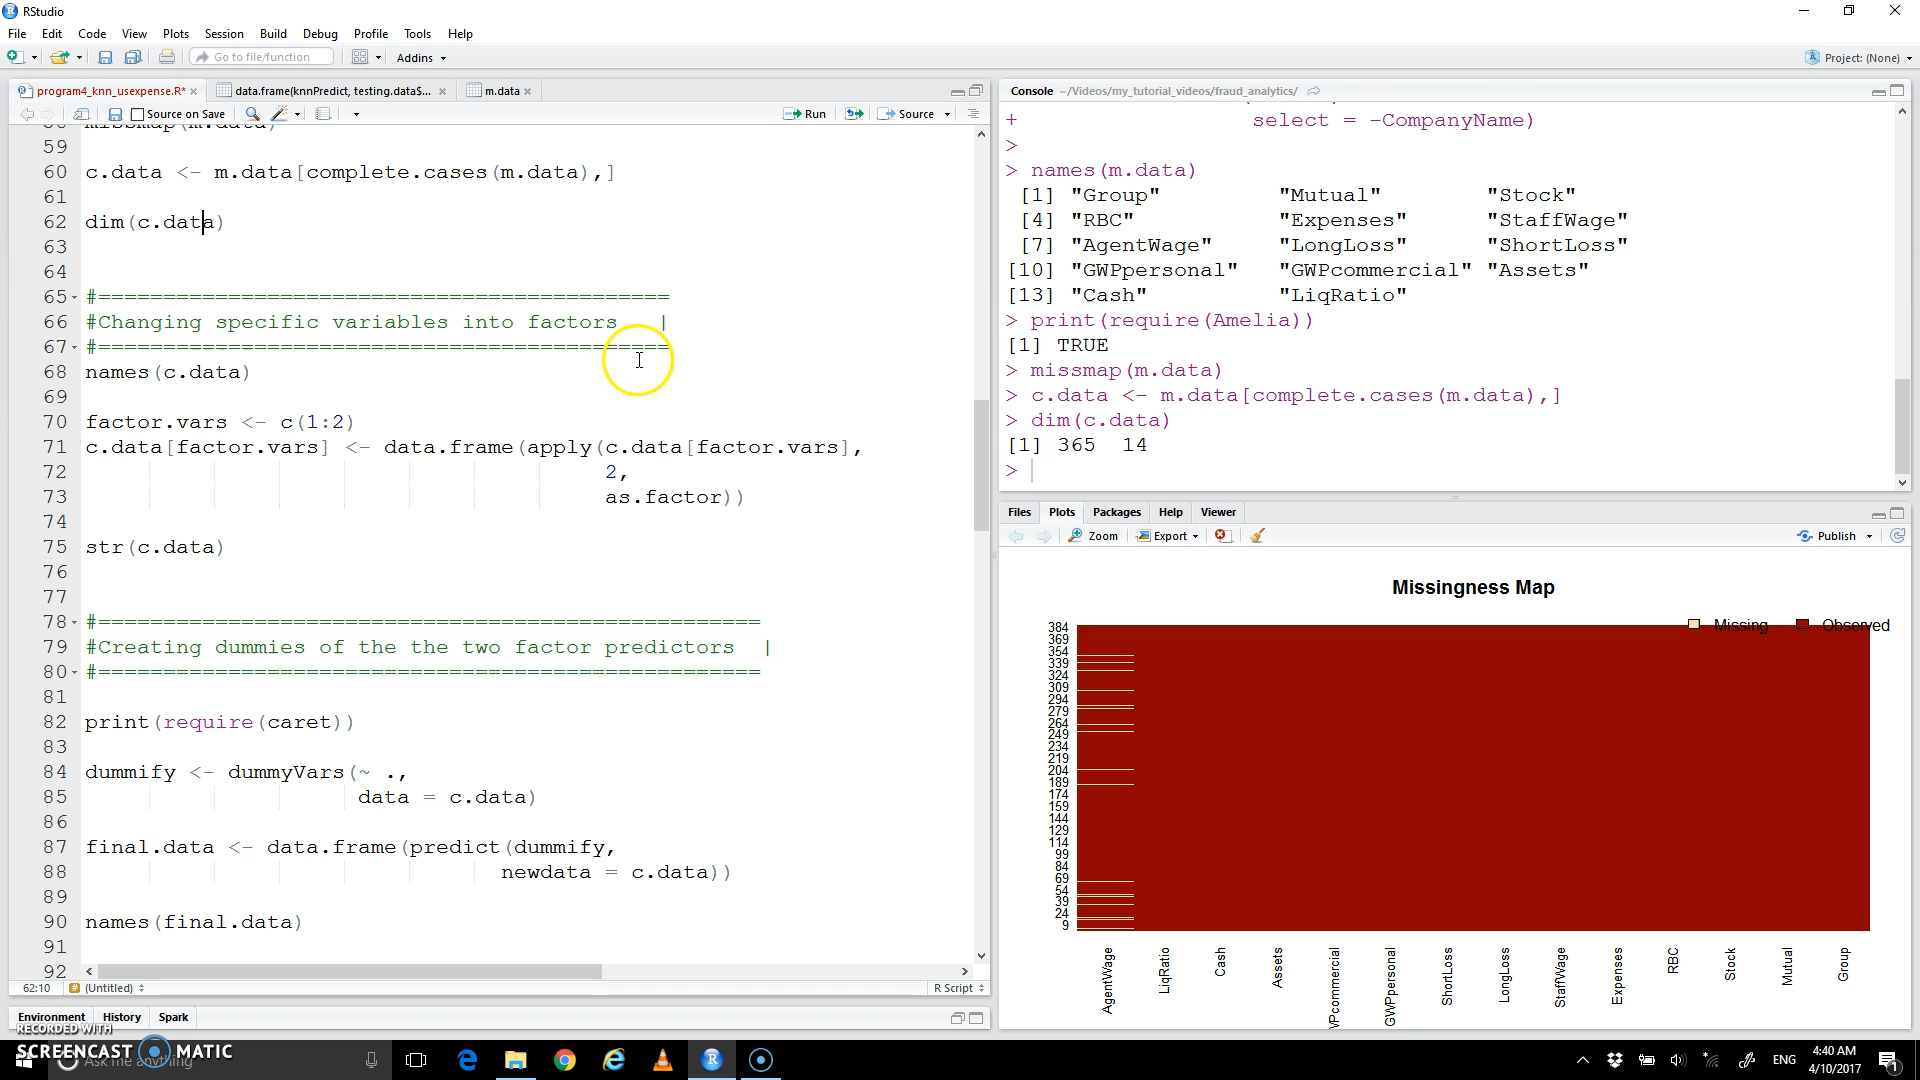 RStudio
File Edit Code View Plots Session Build Debug Profile Tools Help
Go to file/function Addins Project: (None)
program4_knn_usexpense.R* data.frame(knnPredict, testing.data$... m.data
Source on Save Run Source
59
60 c.data <- m.data[complete.cases(m.data),]
61
62 dim(c.data)
63
64
65 #============================================
66 #Changing specific variables into factors |
67 #============================================
68 names(c.data)
69
70 factor.vars <- c(1:2)
71 c.data[factor.vars] <- data.frame(apply(c.data[factor.vars],
72 2,
73 as.factor))
74
75 str(c.data)
76
77
78 #===================================================
79 #Creating dummies of the the two factor predictors |
80 #===================================================
81
82 print(require(caret))
83
84 dummify <- dummyVars(~ .,
85 data = c.data)
86
87 final.data <- data.frame(predict(dummify,
88 newdata = c.data))
89
90 names(final.data)
91
92
62:10 (Untitled) R Script
Environment History Spark
Console ~/Videos/my_tutorial_videos/fraud_analytics/
+ select = -CompanyName)
>
> names(m.data)
[1] "Group" "Mutual" "Stock"
[4] "RBC" "Expenses" "StaffWage"
[7] "AgentWage" "LongLoss" "ShortLoss"
[10] "GWPpersonal" "GWPcommercial" "Assets"
[13] "Cash" "LiqRatio"
> print(require(Amelia))
[1] TRUE
> missmap(m.data)
> c.data <- m.data[complete.cases(m.data),]
> dim(c.data)
[1] 365 14
>
Files Plots Packages Help Viewer
Zoom Export Publish
Missingness Map
Missing Observed
384
369
354
339
324
309
294
279
264
249
234
219
204
189
174
159
144
129
114
99
84
69
54
39
24
9
AgentWage LiqRatio Cash Assets VPcommercial GWPpersonal ShortLoss LongLoss StaffWage Expenses RBC Stock Mutual Group
RECORDED WITH
SCREENCAST MATIC
Ask me anything
ENG 4:40 AM
4/10/2017
1